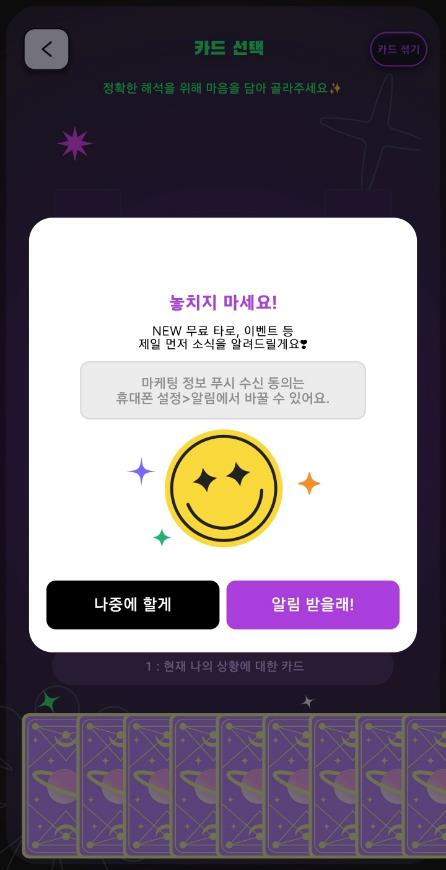 카드 선택
카드 섞기
정확한 해석을 위해 마음을 담아 골라주세요✨
놓치지 마세요!
NEW 무료 타로, 이벤트 등
제일 먼저 소식을 알려드릴게요❣
마케팅 정보 푸시 수신 동의는
휴대폰 설정>알림에서 바꿀 수 있어요.
나중에 할게
알림 받을래!
1 : 현재 나의 상황에 대한 카드